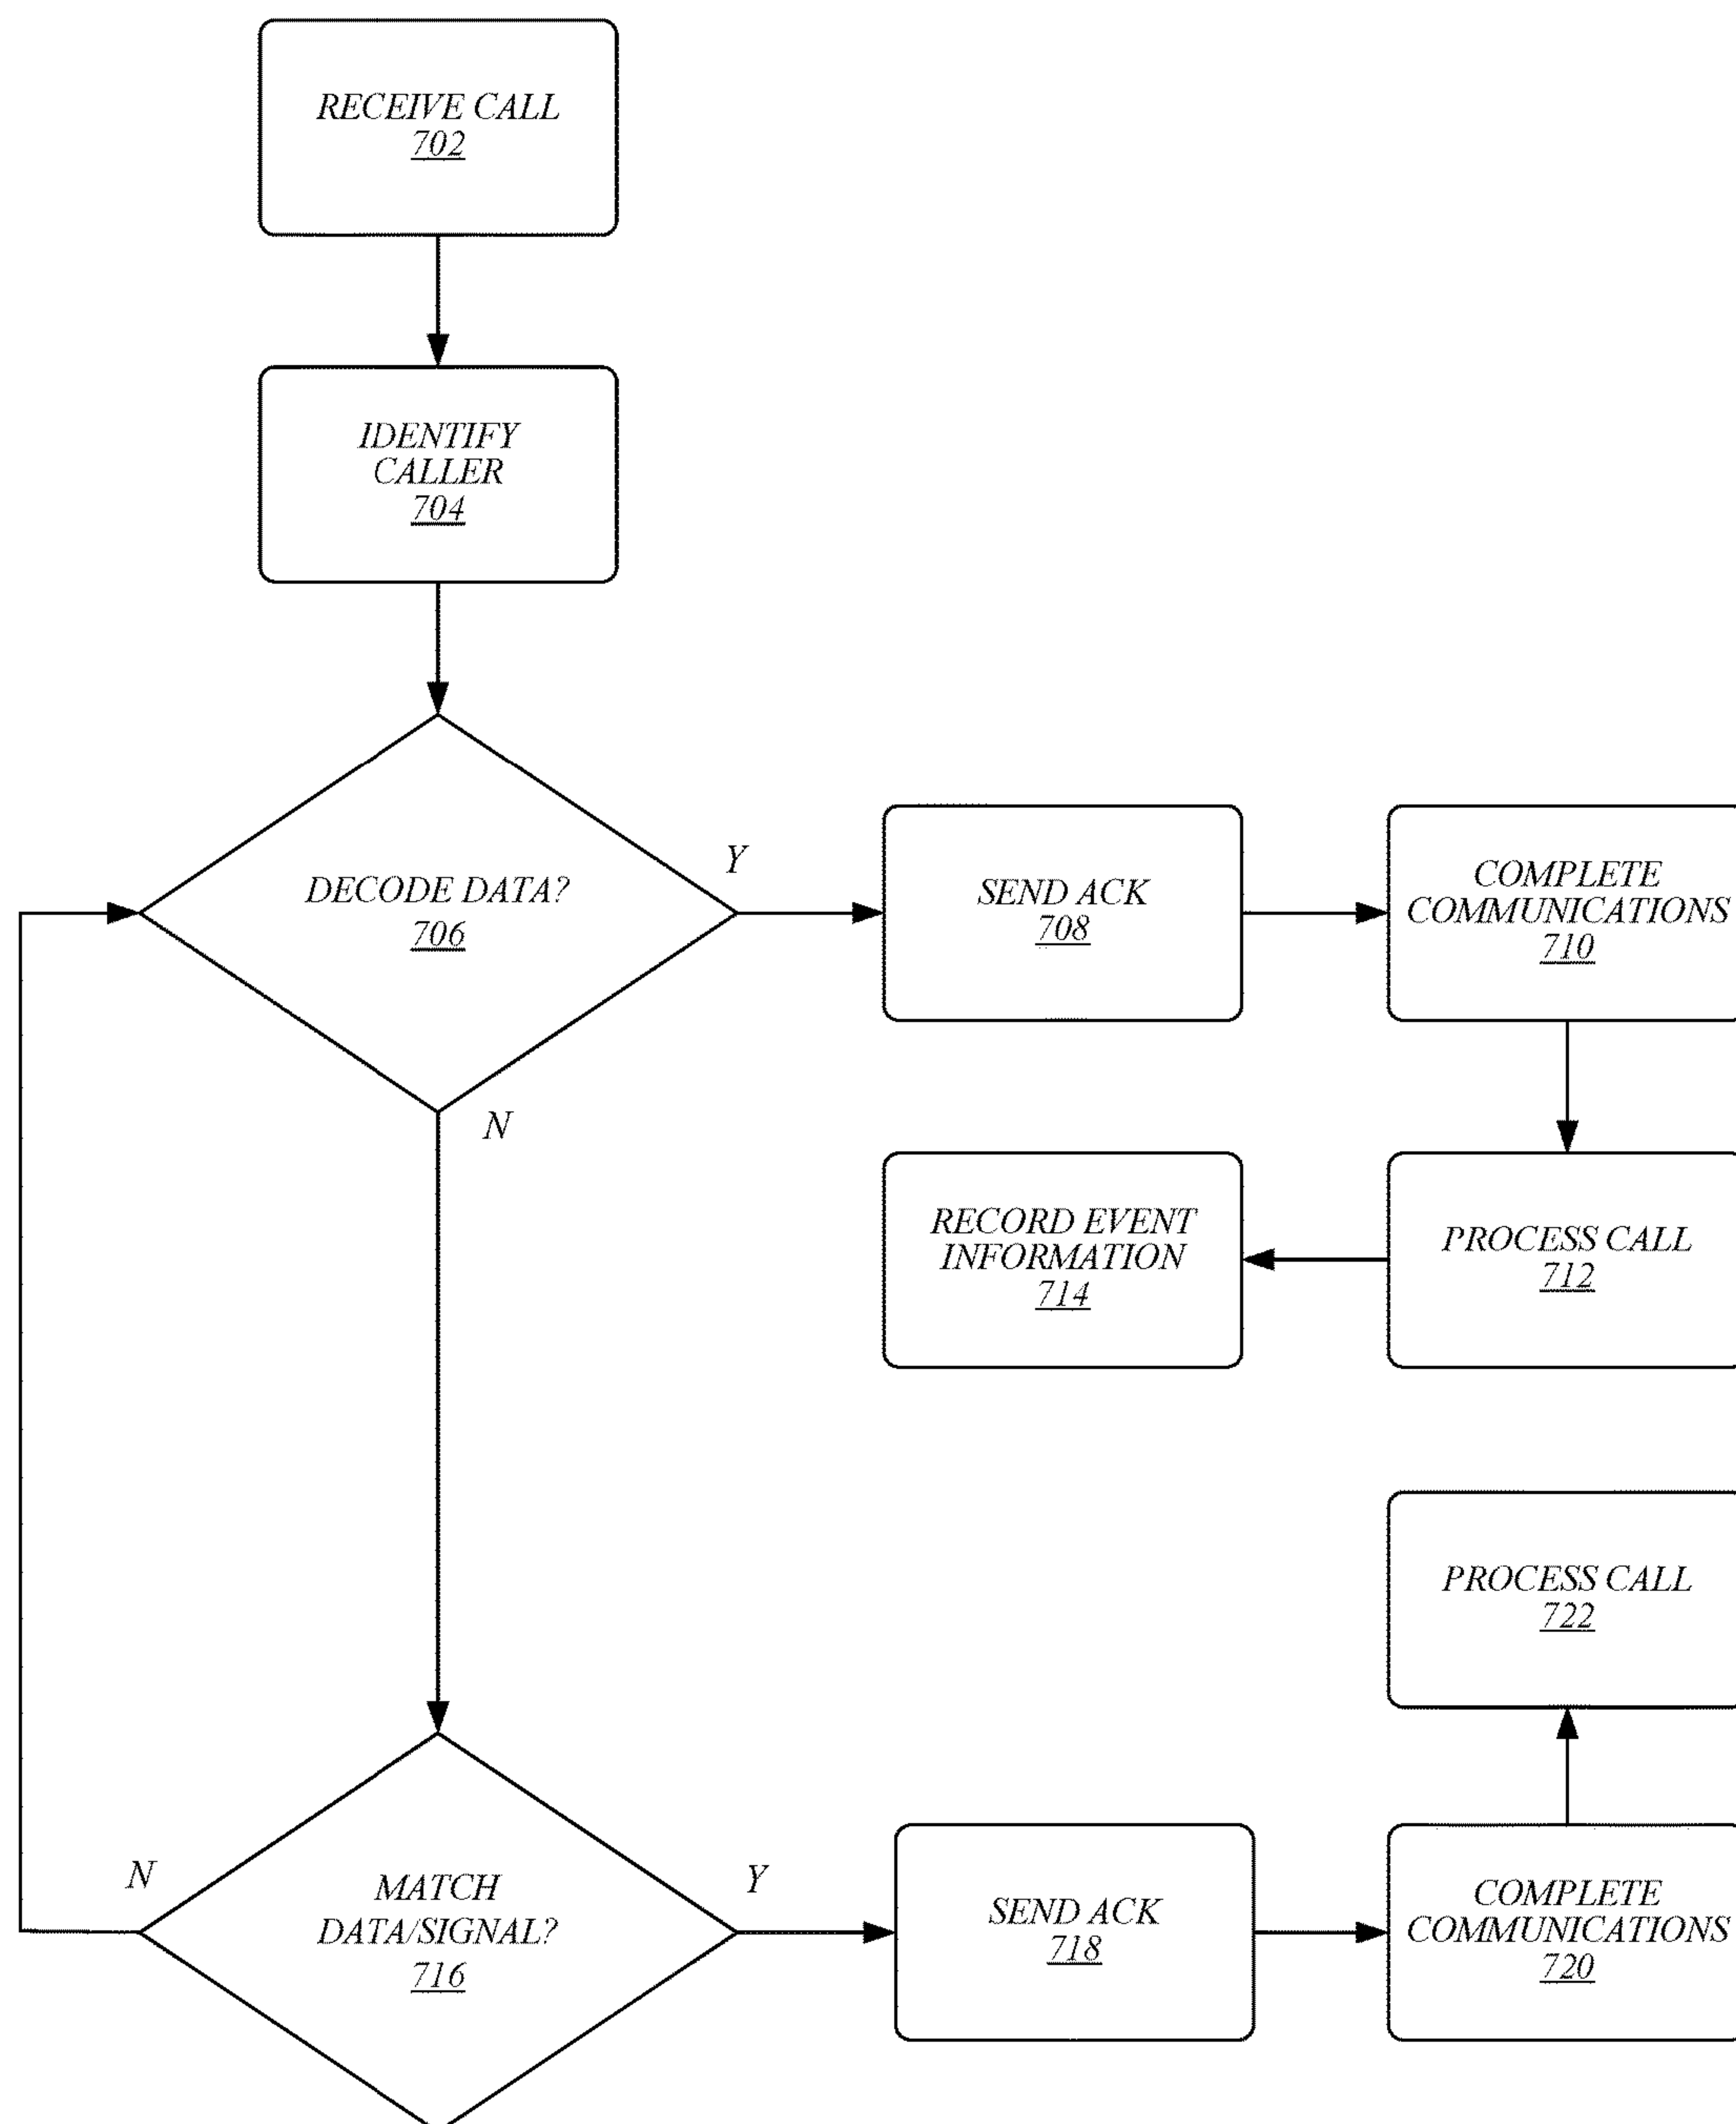 RECEIVE CALL
702
IDENTIFY
CALLER
704
DECODE DATA?
706
Y
N
SEND ACK
708
COMPLETE
COMMUNICATIONS
710
RECORD EVENT
INFORMATION
714
PROCESS CALL
712
PROCESS CALL
722
N
MATCH
DATA/SIGNAL?
716
Y
SEND ACK
718
COMPLETE
COMMUNICATIONS
720